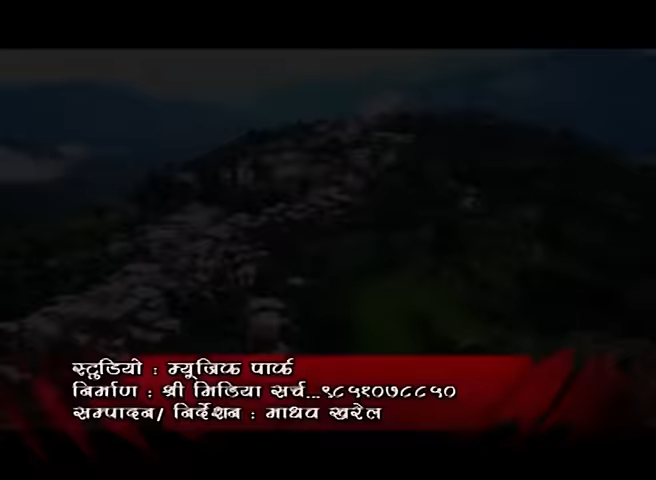 स्टुडियो : म्युजिक पार्क
निर्माण : श्री मिडिया सर्च...९८५१०७८८५०
सम्पादन/ निर्देशन : माधव खरेल